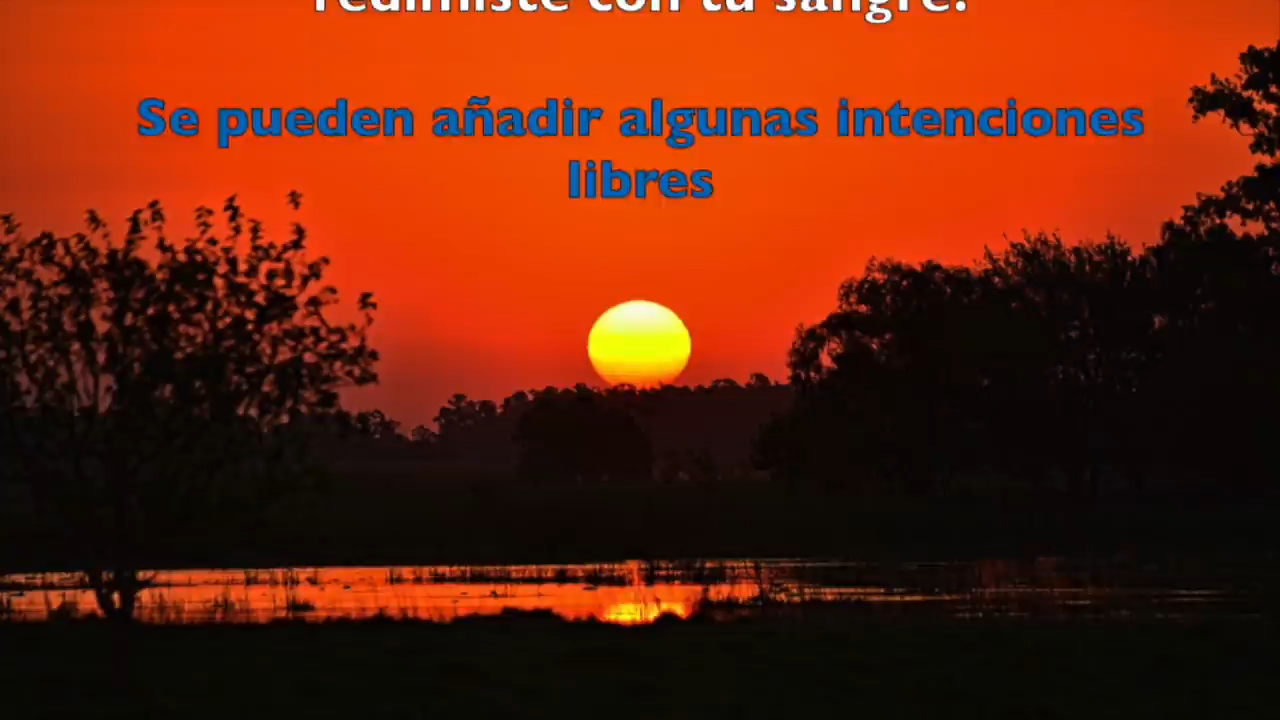 redimiste con tu sangre.
Se pueden añadir algunas intenciones
libres